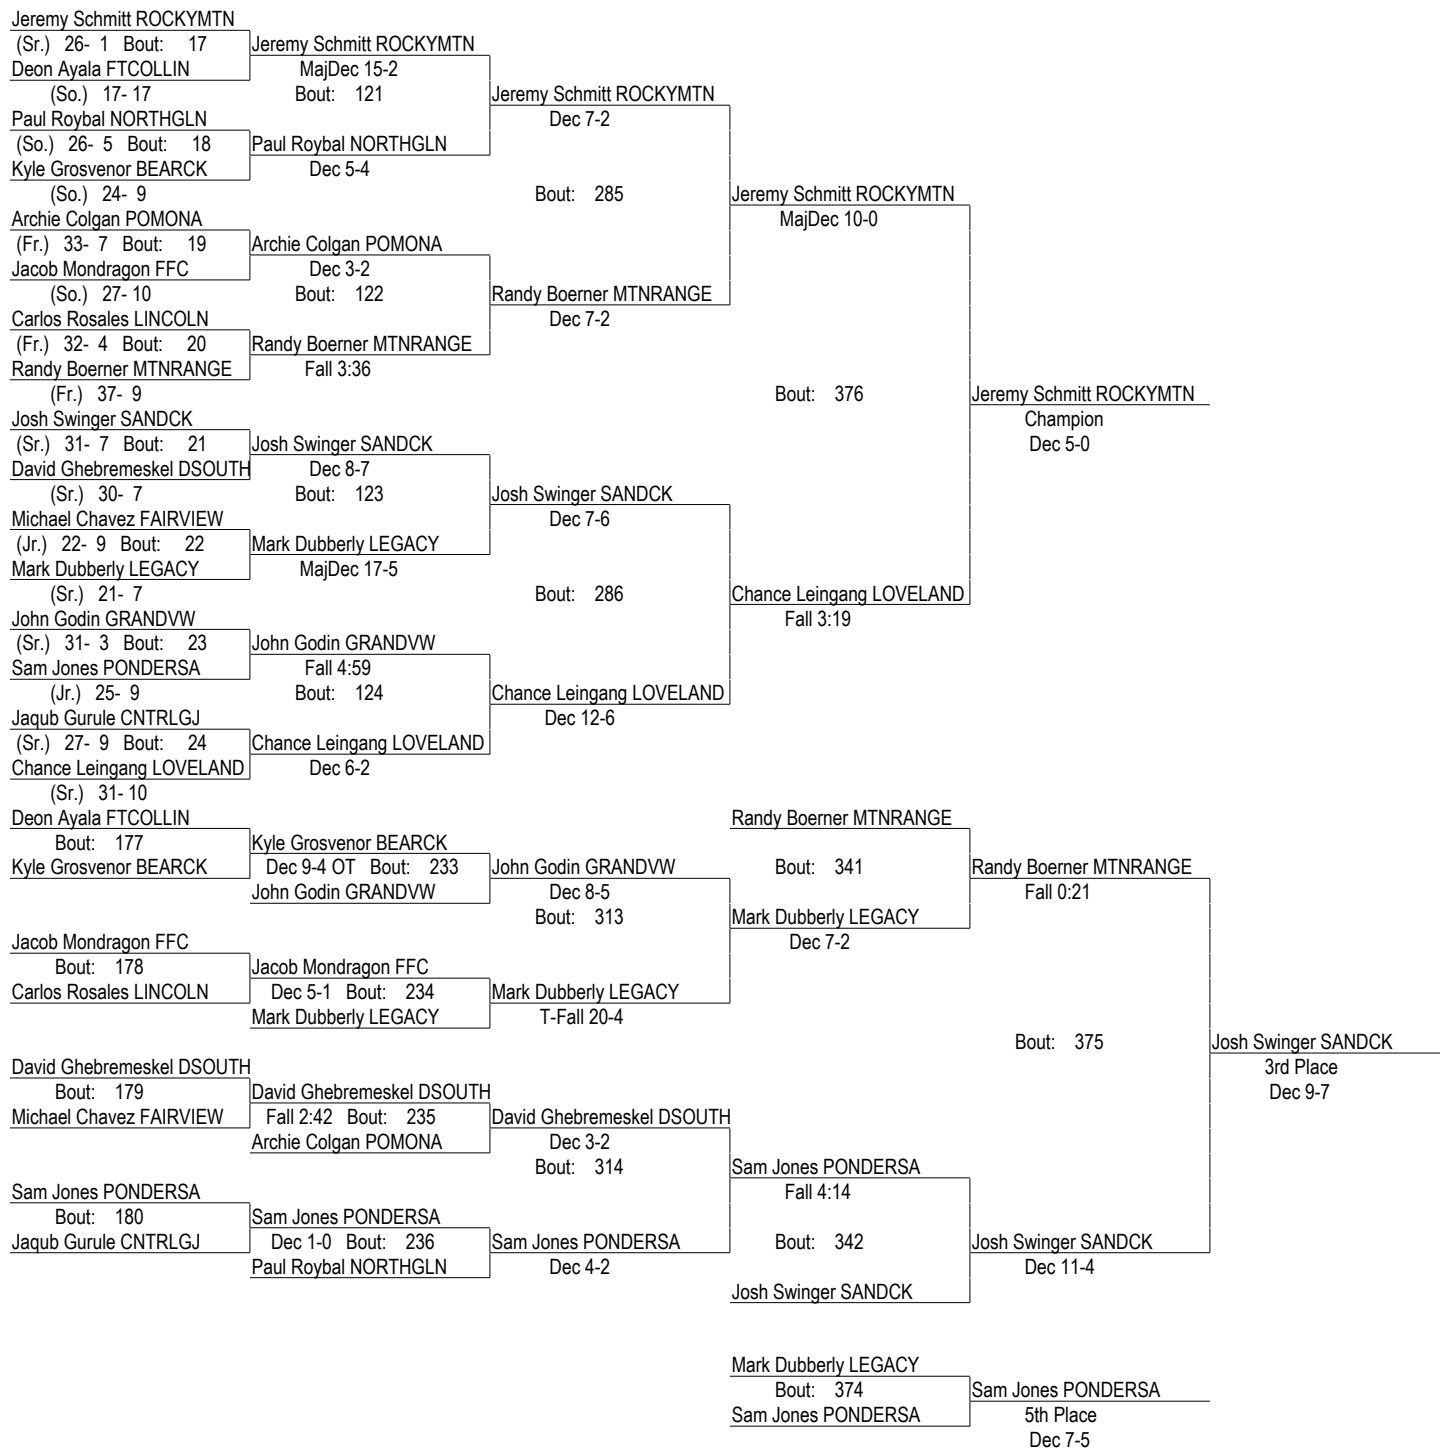 Jeremy Schmitt ROCKYMTN
(Sr.) 26- 1 Bout: 17 Jeremy Schmitt ROCKYMTN
Deon Ayala FTCOLLIN MajDec 15-2
(So.) 17- 17 Bout: 121 Jeremy Schmitt ROCKYMTN
Paul Roybal NORTHGLN Dec 7-2
(So.) 26- 5 Bout: 18 Paul Roybal NORTHGLN
Kyle Grosvenor BEARCK Dec 5-4
(So.) 24- 9 Bout: 285 Jeremy Schmitt ROCKYMTN
Archie Colgan POMONA MajDec 10-0
(Fr.) 33- 7 Bout: 19 Archie Colgan POMONA
Jacob Mondragon FFC Dec 3-2
(So.) 27- 10 Bout: 122 Randy Boerner MTNRANGE
Carlos Rosales LINCOLN Dec 7-2
(Fr.) 32- 4 Bout: 20 Randy Boerner MTNRANGE
Randy Boerner MTNRANGE Fall 3:36
(Fr.) 37- 9 Bout: 376 Jeremy Schmitt ROCKYMTN
Josh Swinger SANDCK Champion
(Sr.) 31- 7 Bout: 21 Josh Swinger SANDCK Dec 5-0
David Ghebremeskel DSOUTH Dec 8-7
(Sr.) 30- 7 Bout: 123 Josh Swinger SANDCK
Michael Chavez FAIRVIEW Dec 7-6
(Jr.) 22- 9 Bout: 22 Mark Dubberly LEGACY
Mark Dubberly LEGACY MajDec 17-5
(Sr.) 21- 7 Bout: 286 Chance Leingang LOVELAND
John Godin GRANDVW Fall 3:19
(Sr.) 31- 3 Bout: 23 John Godin GRANDVW
Sam Jones PONDERSA Fall 4:59
(Jr.) 25- 9 Bout: 124 Chance Leingang LOVELAND
Jaqub Gurule CNTRLGJ Dec 12-6
(Sr.) 27- 9 Bout: 24 Chance Leingang LOVELAND
Chance Leingang LOVELAND Dec 6-2
(Sr.) 31- 10
Deon Ayala FTCOLLIN Randy Boerner MTNRANGE
Bout: 177 Kyle Grosvenor BEARCK
Kyle Grosvenor BEARCK Dec 9-4 OT Bout: 233 John Godin GRANDVW Bout: 341 Randy Boerner MTNRANGE
John Godin GRANDVW Dec 8-5 Fall 0:21
Bout: 313 Mark Dubberly LEGACY
Jacob Mondragon FFC Dec 7-2
Bout: 178 Jacob Mondragon FFC
Carlos Rosales LINCOLN Dec 5-1 Bout: 234 Mark Dubberly LEGACY
Mark Dubberly LEGACY T-Fall 20-4
Bout: 375 Josh Swinger SANDCK
David Ghebremeskel DSOUTH 3rd Place
Bout: 179 David Ghebremeskel DSOUTH Dec 9-7
Michael Chavez FAIRVIEW Fall 2:42 Bout: 235 David Ghebremeskel DSOUTH
Archie Colgan POMONA Dec 3-2
Bout: 314 Sam Jones PONDERSA
Sam Jones PONDERSA Fall 4:14
Bout: 180 Sam Jones PONDERSA
Jaqub Gurule CNTRLGJ Dec 1-0 Bout: 236 Sam Jones PONDERSA Bout: 342 Josh Swinger SANDCK
Paul Roybal NORTHGLN Dec 4-2 Dec 11-4
Josh Swinger SANDCK
Mark Dubberly LEGACY
Bout: 374 Sam Jones PONDERSA
Sam Jones PONDERSA 5th Place
Dec 7-5